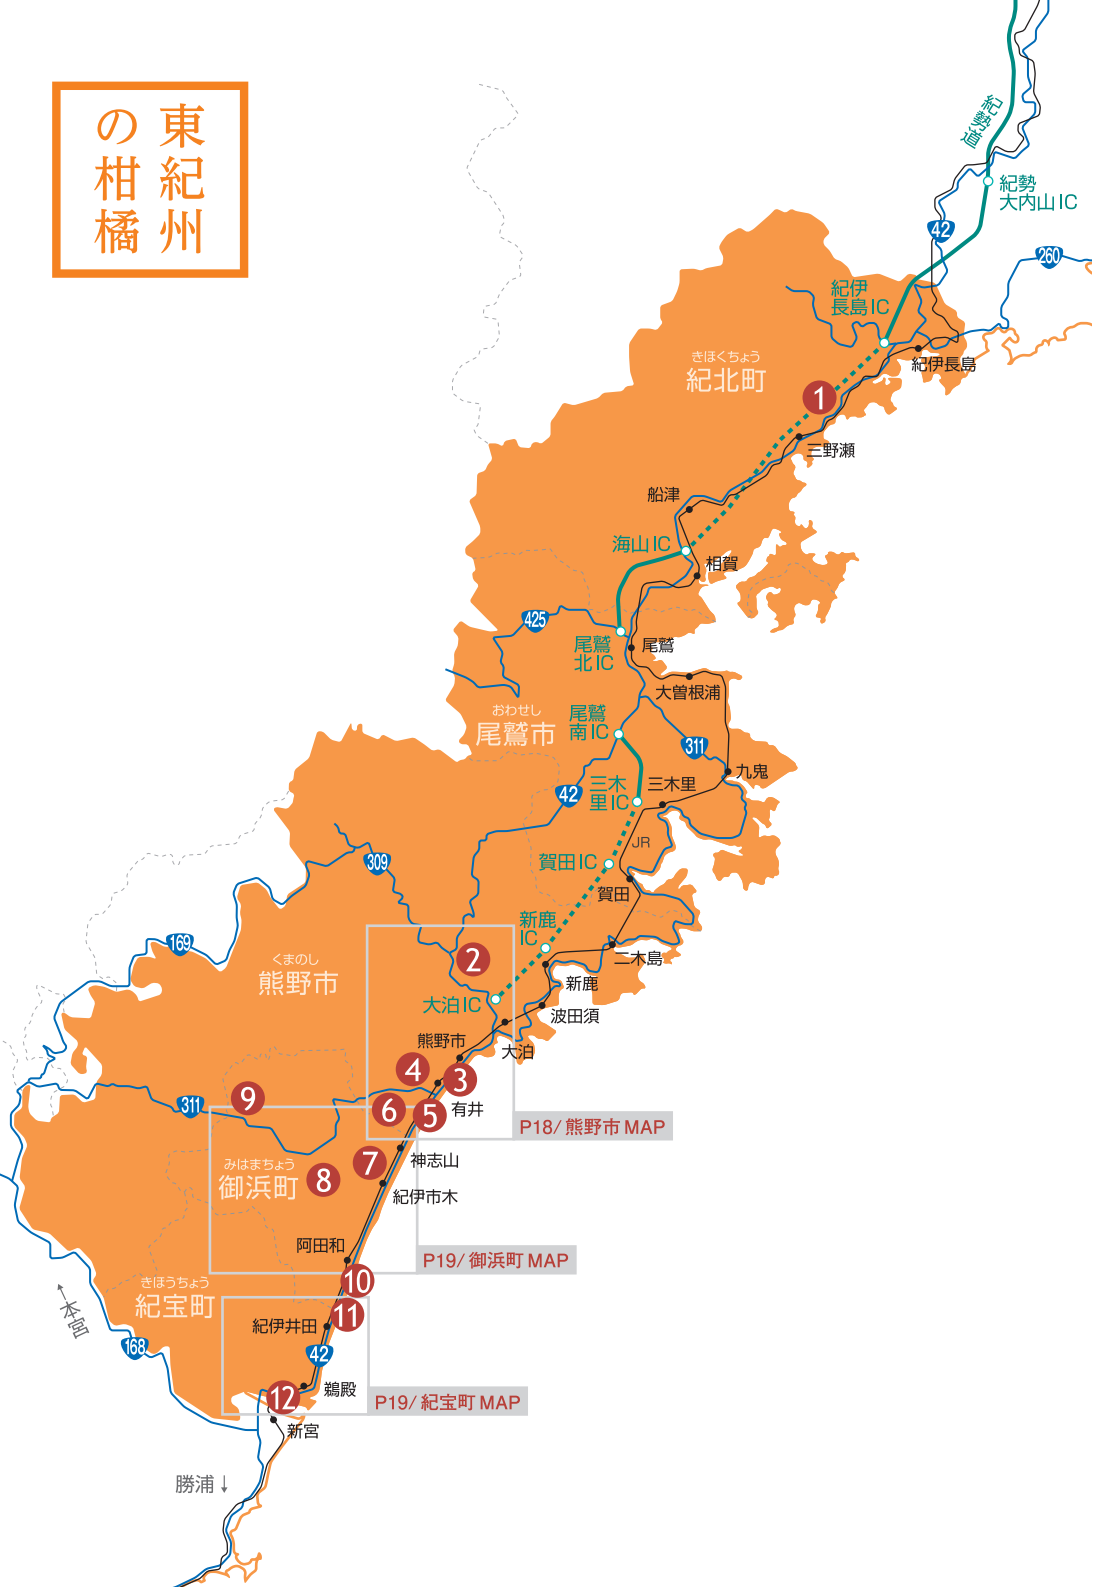 東紀州
の柑橘
紀勢道
紀勢
大内山IC
42
260
紀伊
長島IC
きほくちょう
紀北町
紀伊長島
1
三野瀬
船津
海山IC
相賀
425
尾鷲
北IC
尾鷲
大曽根浦
おわせし
尾鷲市
尾鷲
南IC
311
九鬼
三木
里IC
三木里
42
JR
309
賀田IC
賀田
新鹿
IC
169
2
二木島
くまのし
熊野市
新鹿
大泊IC
波田須
熊野市
大泊
4
3
9
311
6
5
有井
P18/熊野市 MAP
みはまちょう
御浜町
8
7
神志山
紀伊市木
阿田和
P19/御浜町 MAP
きほうちょう
紀宝町
10
11
本宮
紀伊井田
168
42
12
鵜殿
P19/紀宝町 MAP
新宮
勝浦